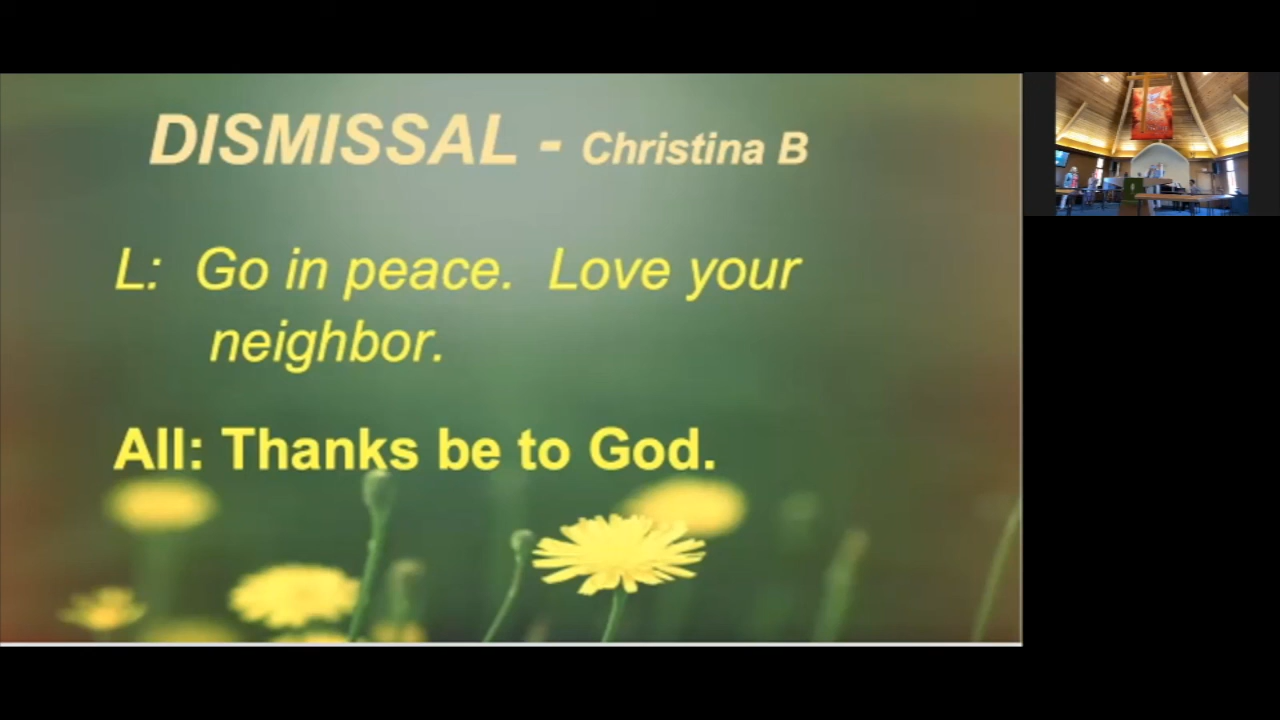 DISMISSAL - Christina B
L: Go in peace. Love your
neighbor.
All: Thanks be to God.